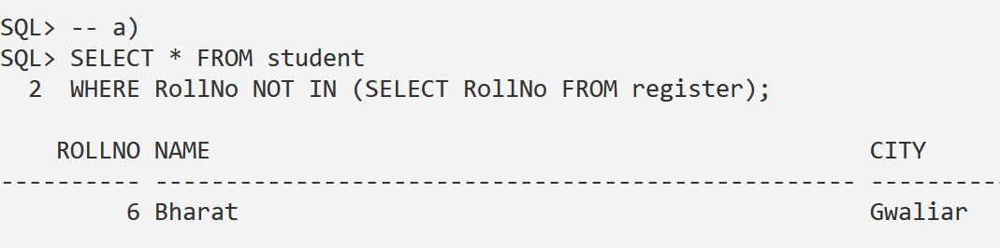 SQL> -- a)
SQL> SELECT * FROM student
  2  WHERE RollNo NOT IN (SELECT RollNo FROM register);
    ROLLNO NAME                                               CITY
---------- -------------------------------------------------- ----------
         6 Bharat                                             Gwaliar